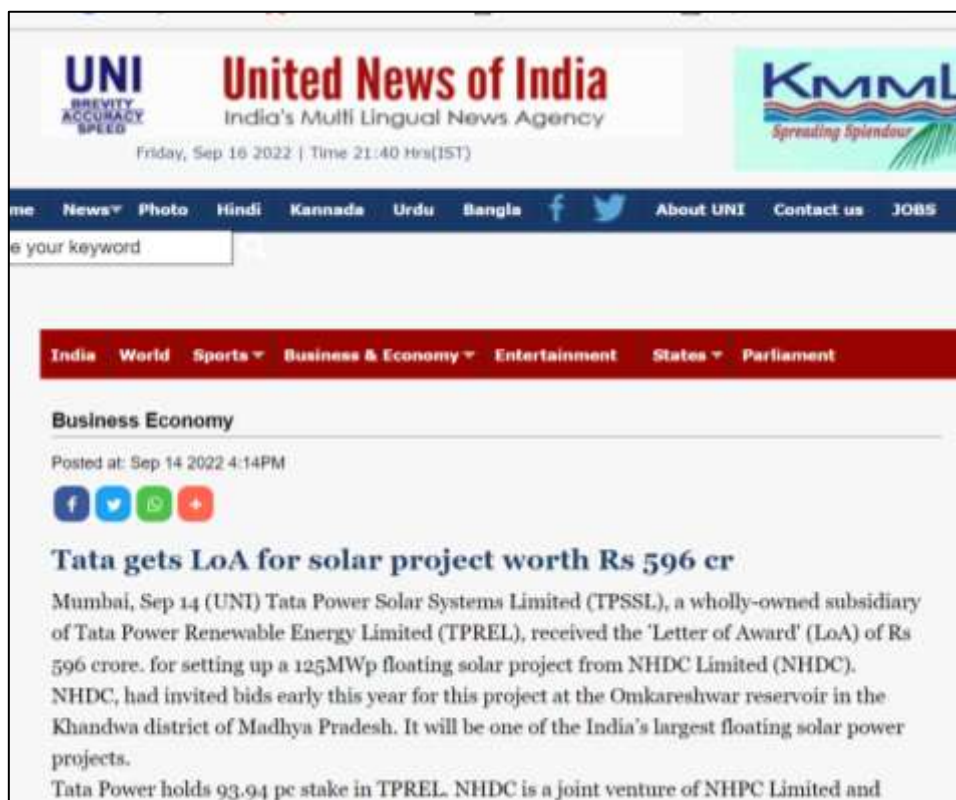 UNI
BREVITY
ACCURACY
SPEED
United News of India
India's Multi Lingual News Agency
KMML
Spreading Splendour
Friday, Sep 16 2022 | Time 21:40 Hrs(IST)
me News Photo Hindi Kannada Urdu Bangla f About UNI Contact us JOBS
e your keyword
India World Sports Business & Economy Entertainment States Parliament
Business Economy
Posted at: Sep 14 2022 4:14PM
Tata gets LoA for solar project worth Rs 596 cr
Mumbai, Sep 14 (UNI) Tata Power Solar Systems Limited (TPSSL), a wholly-owned subsidiary
of Tata Power Renewable Energy Limited (TPREL), received the 'Letter of Award' (LoA) of Rs
596 crore. for setting up a 125MWp floating solar project from NHDC Limited (NHDC).
NHDC, had invited bids early this year for this project at the Omkareshwar reservoir in the
Khandwa district of Madhya Pradesh. It will be one of the India's largest floating solar power
projects.
Tata Power holds 93.94 pc stake in TPREL. NHDC is a joint venture of NHPC Limited and